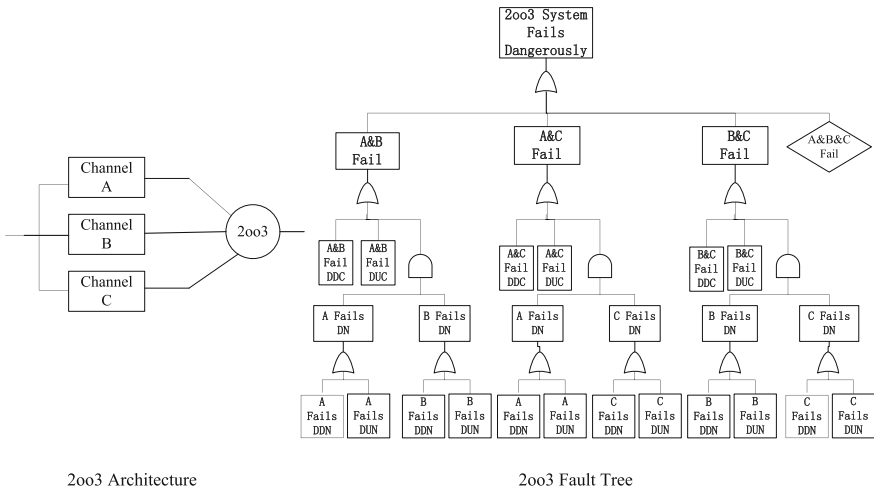 2oo3 System
Fails
Dangerously
A&B
Fail
A&C
Fail
B&C
Fail
A&B&C
Fail
Channel
A
Channel
B
Channel
C
2oo3
A&B
Fail
DDC
A&B
Fail
DUC
A&C
Fail
DDC
A&C
Fail
DUC
B&C
Fail
DDC
B&C
Fail
DUC
A Fails
DN
B Fails
DN
A Fails
DN
C Fails
DN
B Fails
DN
C Fails
DN
A
Fails
DDN
A
Fails
DUN
B
Fails
DDN
B
Fails
DUN
A
Fails
DDN
A
Fails
DUN
C
Fails
DDN
C
Fails
DUN
B
Fails
DDN
B
Fails
DUN
C
Fails
DDN
C
Fails
DUN
2oo3 Architecture
2oo3 Fault Tree